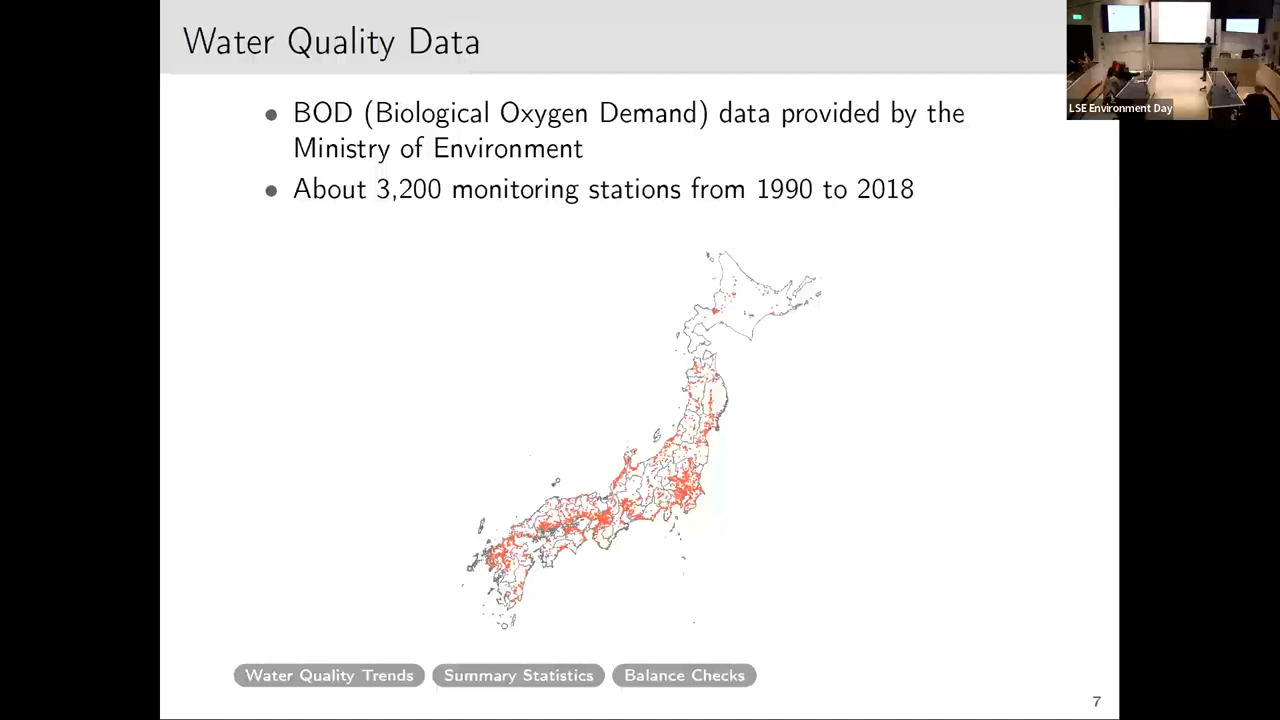 Water Quality Data
LSE Environment Day
BOD (Biological Oxygen Demand) data provided by the
Ministry of Environment
About 3,200 monitoring stations from 1990 to 2018
Water Quality Trends
Summary Statistics
Balance Checks
7